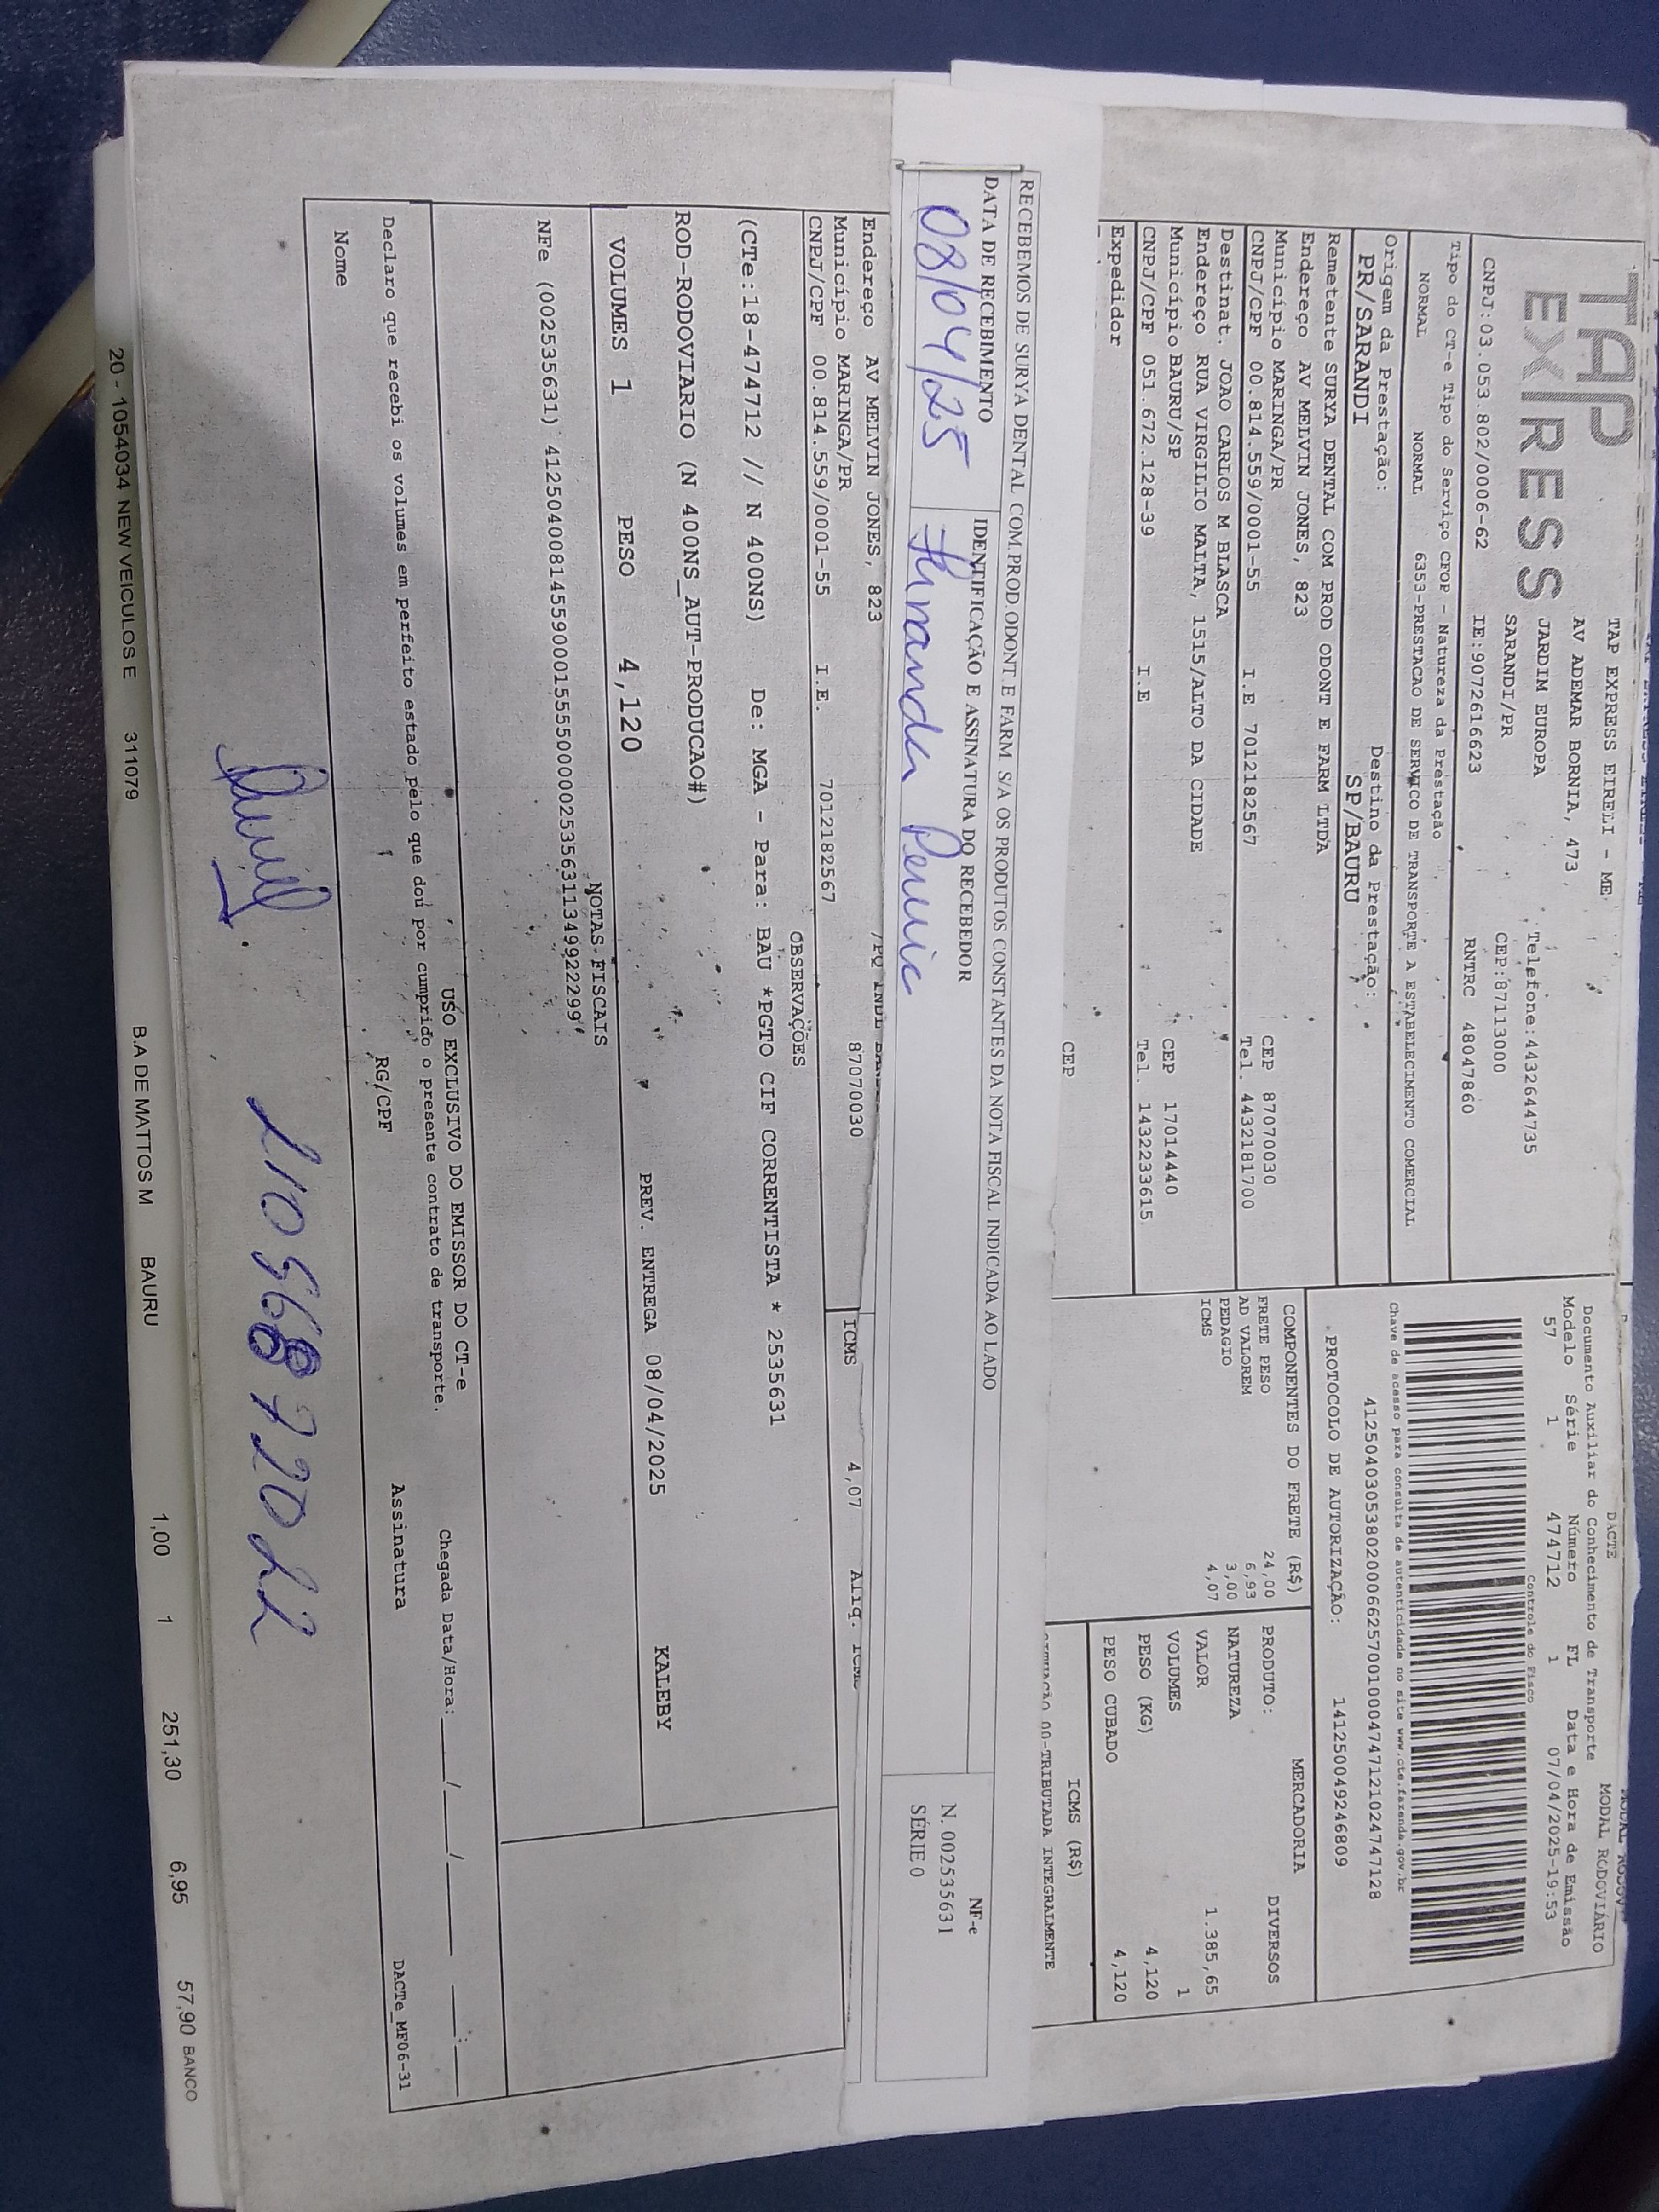 TAP
EXPRESS
TAP EXPRESS EIRELI - ME
AV ADEMAR BORNIA, 473
JARDIM EUROPA
SARANDI/PR
Telefone:4432644735
CEP:87113000
CNPJ:03.053.802/0006-62 IE:9072616623 RNTRC 48047860
Tipo do CT-e Tipo do Serviço CFOP - Natureza da Prestação
NORMAL NORMAL 6353-PRESTACAO DE SERVICO DE TRANSPORTE A ESTABELECIMENTO COMERCIAL
Origem da Prestação: Destino da Prestação:
PR/SARANDI SP/BAURU
Remetente SURYA DENTAL COM PROD ODONT E FARM LTDA
Endereço AV MELVIN JONES, 823
Município MARINGA/PR CEP 87070030
CNPJ/CPF 00.814.559/0001-55 I.E 7012182567 Tel. 4432181700
Destinat. JOAO CARLOS M BLASCA
Endereço RUA VIRGILIO MALTA, 1515/ALTO DA CIDADE
Município BAURU/SP CEP 17014440
CNPJ/CPF 051.672.128-39 I.E Tel. 1432233615
Expedidor
CEP
DACTE MODAL RODOVIÁRIO
Documento Auxiliar do Conhecimento de Transporte
Modelo Série Número FL Data e Hora de Emissão
57 1 474712 1 07/04/2025-19:53
Controle do Fisco
Chave de acesso para consulta de autenticidade no site www.cte.fazenda.gov.br
41250403053802000662570010004747121024747128
PROTOCOLO DE AUTORIZAÇÃO: 141250049246809
COMPONENTES DO FRETE (R$)
FRETE PESO 24,00
AD VALOREM 6,93
PEDAGIO 3,00
ICMS 4,07
MERCADORIA
PRODUTO: DIVERSOS
NATUREZA
VALOR 1.385,65
VOLUMES 1
PESO (KG) 4,120
PESO CUBADO 4,120
ICMS (R$)
00-TRIBUTADA INTEGRALMENTE
RECEBEMOS DE SURYA DENTAL COM.PROD. ODONT E FARM S/A OS PRODUTOS CONSTANTES DA NOTA FISCAL INDICADA AO LADO
DATA DE RECEBIMENTO IDENTIFICAÇÃO E ASSINATURA DO RECEBEDOR
08/04/25
NF-e
N. 002535631
SÉRIE 0
Endereço AV MELVIN JONES, 823
Município MARINGA/PR 87070030
CNPJ/CPF 00.814.559/0001-55 I.E. 7012182567
ICMS 4,07 Aliq.
OBSERVAÇÕES
(CTe:18-474712 // N 400NS) De: MGA - Para: BAU *PGTO CIF CORRENTISTA * 2535631
ROD-RODOVIARIO (N 400NS_AUT-PRODUCAO#)
VOLUMES 1 PESO 4,120 PREV. ENTREGA 08/04/2025 KALEBY
NOTAS FISCAIS
NFe (002535631) 41250400814559000155550000025356311349922299
USO EXCLUSIVO DO EMISSOR DO CT-e
Declaro que recebi os volumes em perfeito estado pelo que dou por cumprido o presente contrato de transporte.
Chegada Data/Hora: ___/___/_____ ___:___
Nome RG/CPF Assinatura
DACTe_MF06-31
20 - 1054034 NEW VEICULOS E 311079 B.A DE MATTOS M BAURU 1,00 1 251,30 6,95 57,90 BANCO